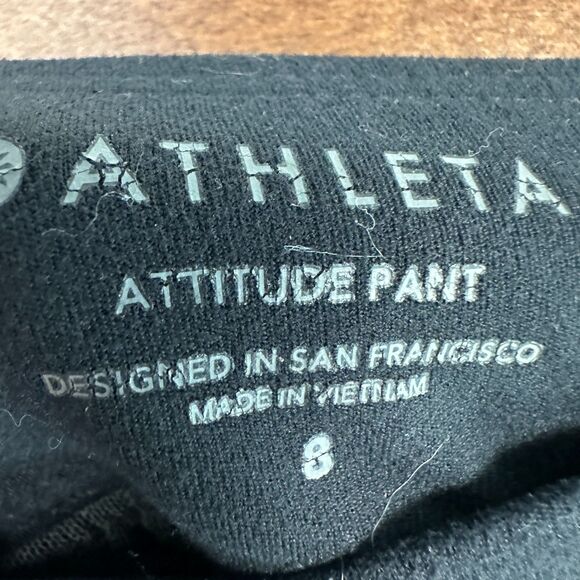 ATHLETA
ATTITUDE PANT
DESIGNED IN SAN FRANCISCO
MADE IN VIETNAM
8